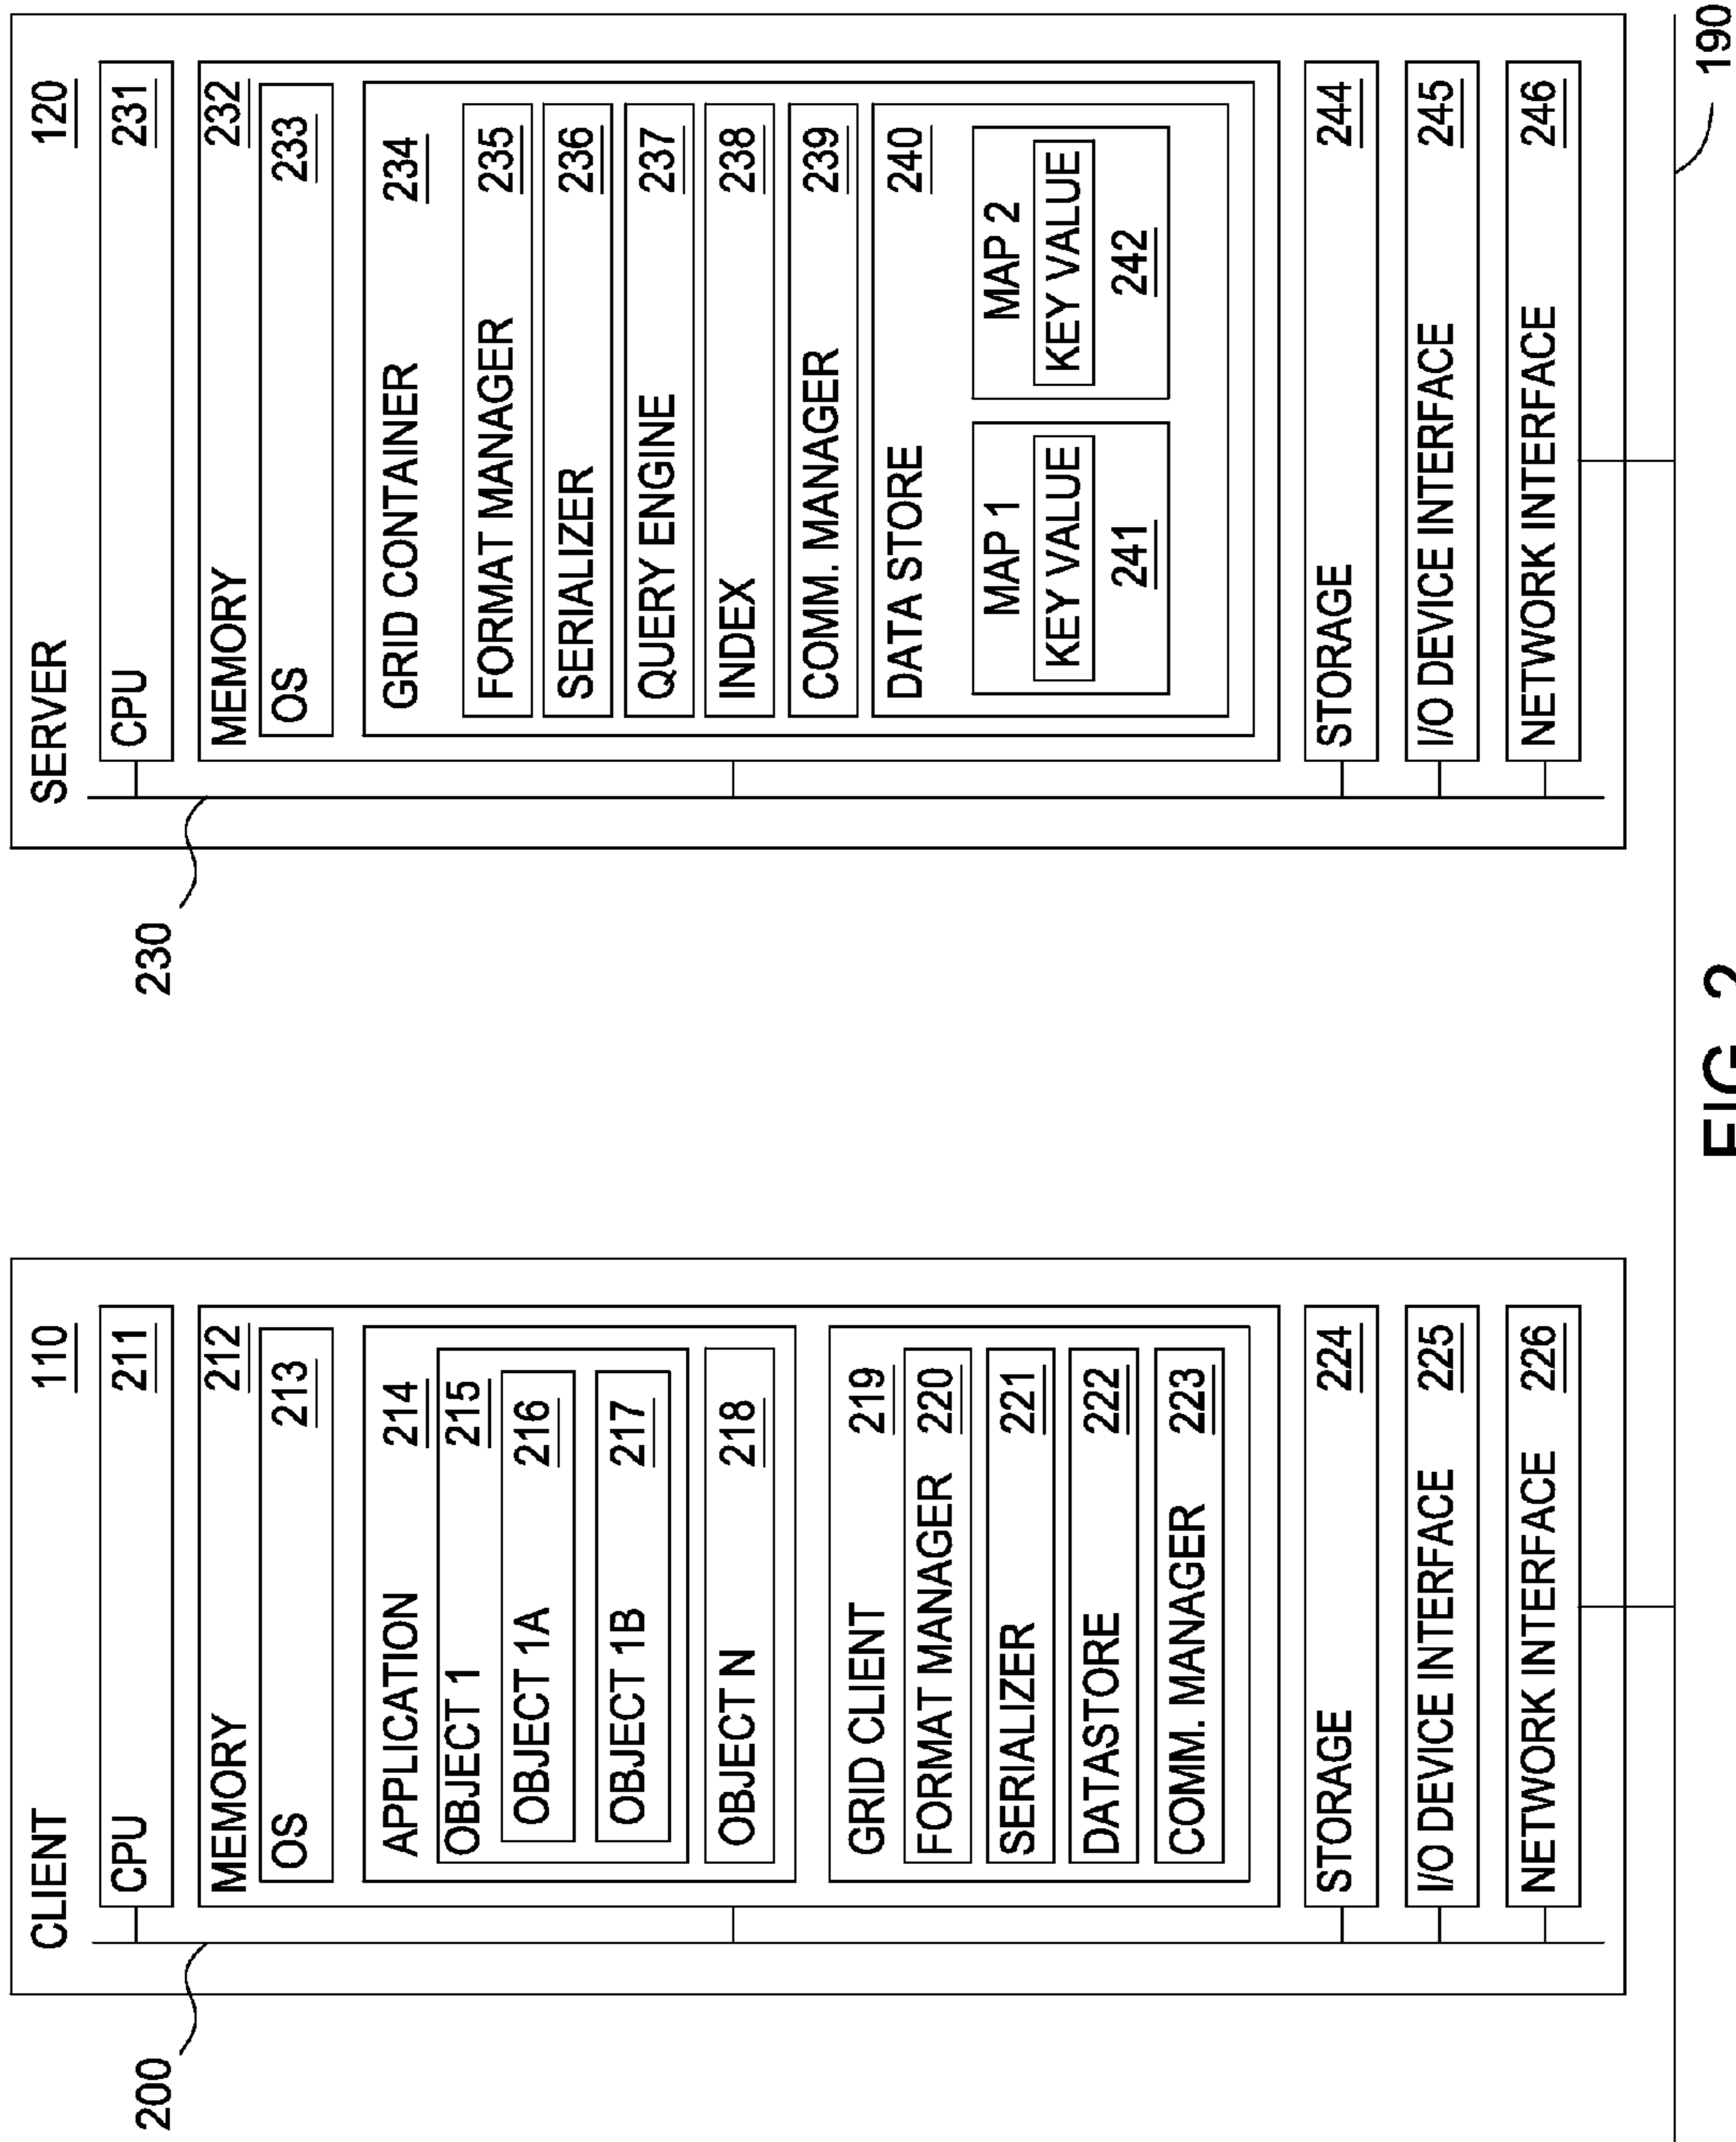 CLIENT 110
CPU 211
MEMORY 212
OS 213
APPLICATION 214
OBJECT 1 215
OBJECT 1A 216
OBJECT 1B 217
OBJECT N 218
GRID CLIENT 219
FORMAT MANAGER 220
SERIALIZER 221
DATASTORE 222
COMM. MANAGER 223
STORAGE 224
I/O DEVICE INTERFACE 225
NETWORK INTERFACE 226
200
SERVER 120
CPU 231
MEMORY 232
OS 233
GRID CONTAINER 234
FORMAT MANAGER 235
SERIALIZER 236
QUERY ENGINE 237
INDEX 238
COMM. MANAGER 239
DATA STORE 240
MAP 1
KEY VALUE
241
MAP 2
KEY VALUE
242
STORAGE 244
I/O DEVICE INTERFACE 245
NETWORK INTERFACE 246
230
190
FIG. 2